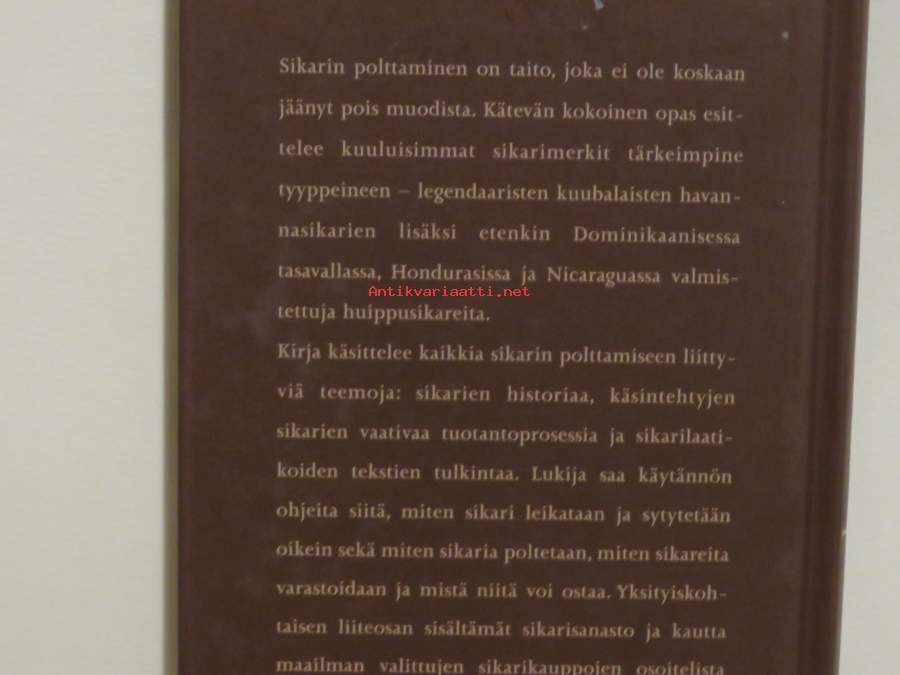 Sikarin polttaminen on taito, joka ei ole koskaan
jäänyt pois muodista. Kätevän kokoinen opas esit-
telee kuuluisimmat sikarimerkit tärkeimpine
tyyppeineen – legendaaristen kuubalaisten havan-
nasikarien lisäksi etenkin Dominikaanisessa
tasavallassa, Hondurasissa ja Nicaraguassa valmis-
Antikvariaatti.net
tettuja huippusikareita.
Kirja käsittelee kaikkia sikarin polttamiseen liitty-
viä teemoja: sikarien historiaa, käsintehtyjen
sikarien vaativaa tuotantoprosessia ja sikarilaati-
koiden tekstien tulkintaa. Lukija saa käytännön
ohjeita siitä, miten sikari leikataan ja sytytetään
oikein sekä miten sikaria poltetaan, miten sikareita
varastoidaan ja mistä niitä voi ostaa. Yksityiskoh-
taisen liiteosan sisältämät sikarisanasto ja kautta
maailman valittujen sikarikauppojen osoitelista